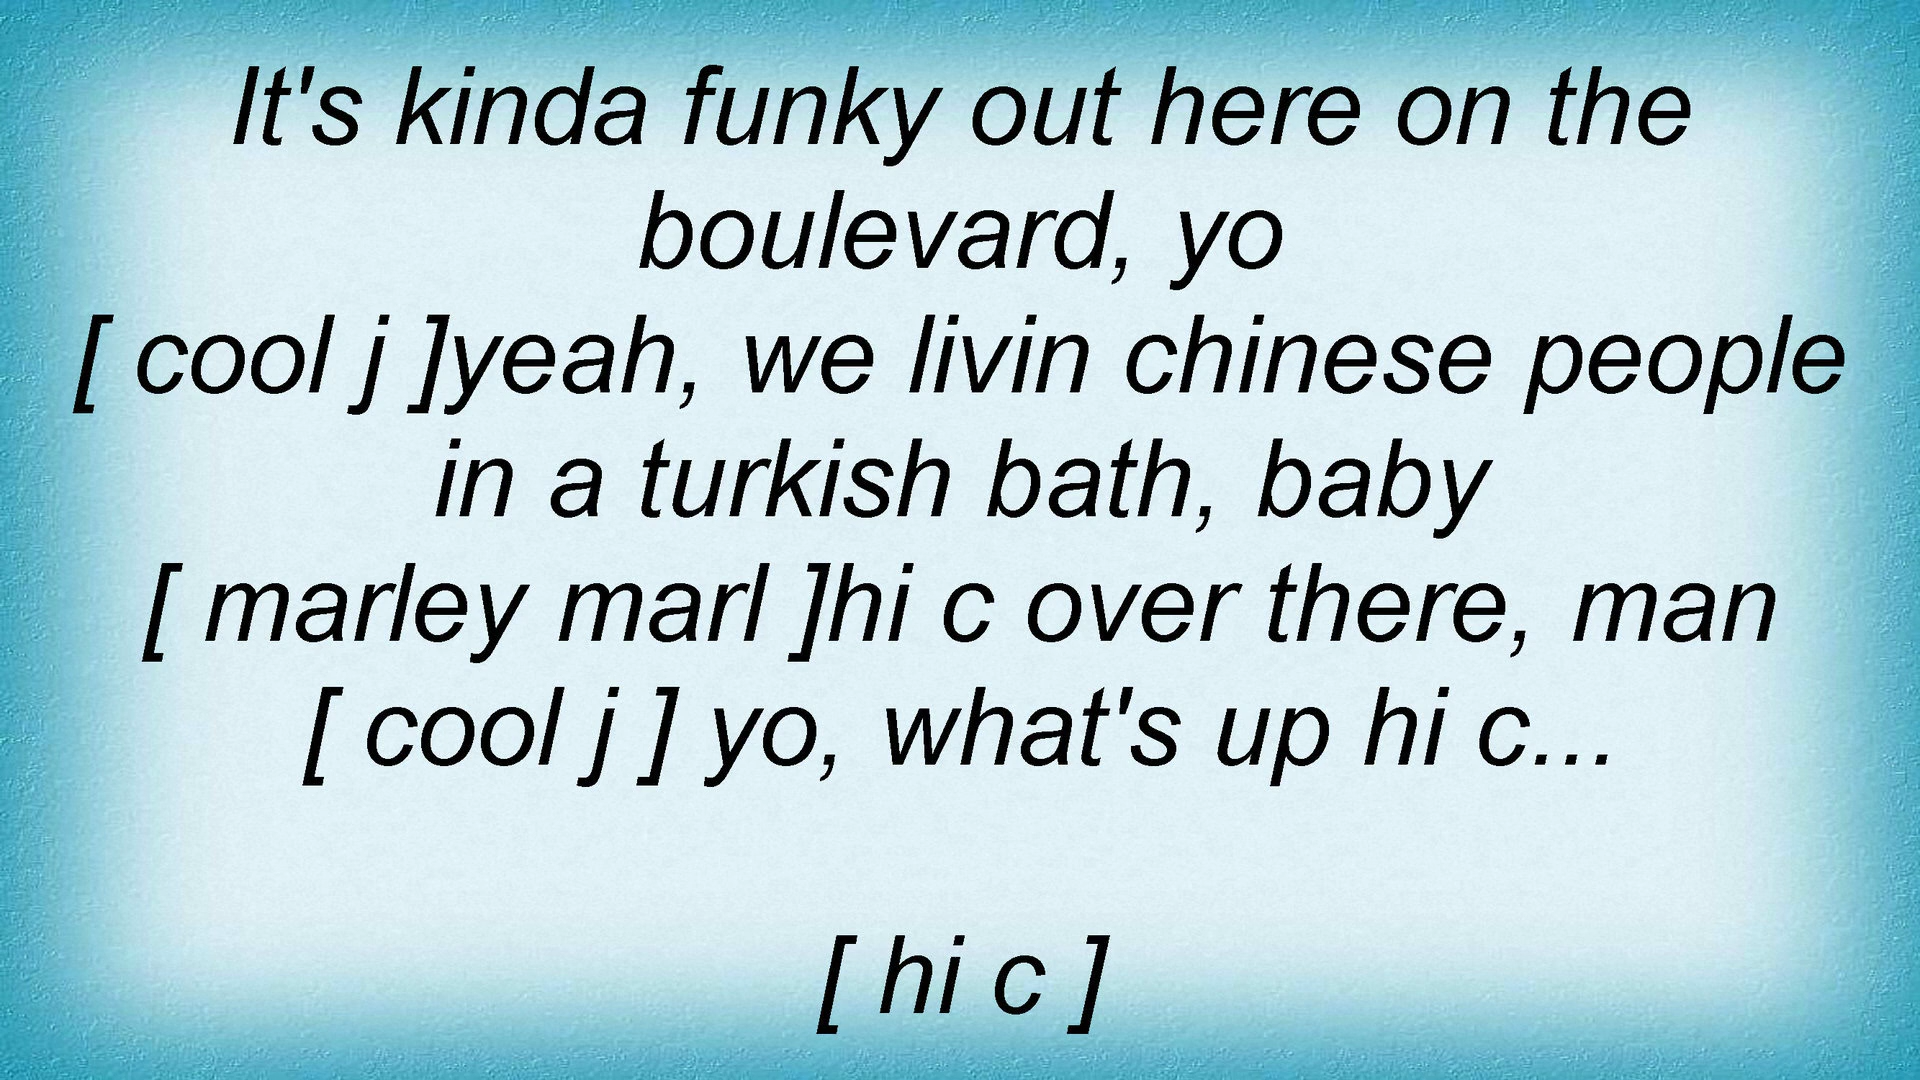 It's kinda funky out here on the
boulevard, yo
[ cool j ]yeah, we livin chinese people
in a turkish bath, baby
[ marley marl ]hi c over there, man
[ cool j ] yo, what's up hi c...
[ hi c ]